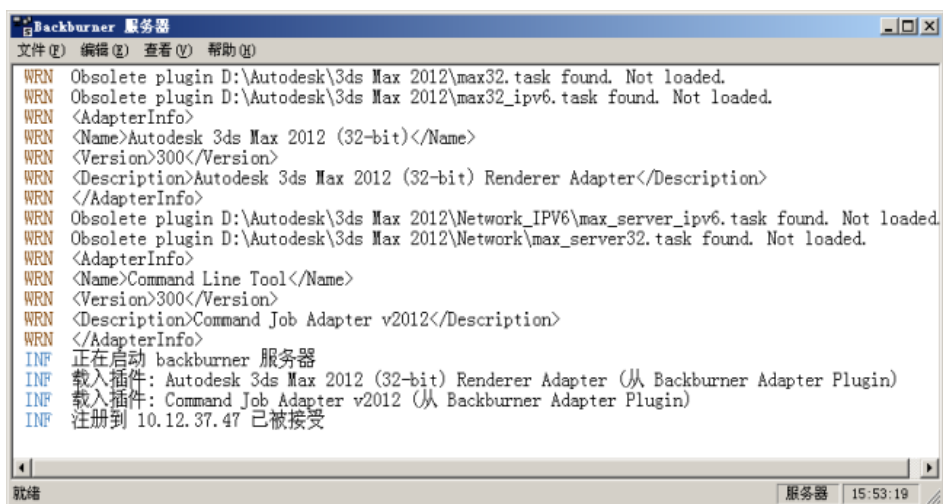 Backburner 服务器
文件(F) 编辑(E) 查看(V) 帮助(H)
WRN Obsolete plugin D:\Autodesk\3ds Max 2012\max32.task found. Not loaded.
WRN Obsolete plugin D:\Autodesk\3ds Max 2012\max32_ipv6.task found. Not loaded.
WRN <AdapterInfo>
WRN <Name>Autodesk 3ds Max 2012 (32-bit)</Name>
WRN <Version>300</Version>
WRN <Description>Autodesk 3ds Max 2012 (32-bit) Renderer Adapter</Description>
WRN </AdapterInfo>
WRN Obsolete plugin D:\Autodesk\3ds Max 2012\Network_IPV6\max_server_ipv6.task found. Not loaded.
WRN Obsolete plugin D:\Autodesk\3ds Max 2012\Network\max_server32.task found. Not loaded.
WRN <AdapterInfo>
WRN <Name>Command Line Tool</Name>
WRN <Version>300</Version>
WRN <Description>Command Job Adapter v2012</Description>
WRN </AdapterInfo>
INF 正在启动 backburner 服务器
INF 载入插件: Autodesk 3ds Max 2012 (32-bit) Renderer Adapter (从 Backburner Adapter Plugin)
INF 载入插件: Command Job Adapter v2012 (从 Backburner Adapter Plugin)
INF 注册到 10.12.37.47 已被接受
就绪 服务器 15:53:19